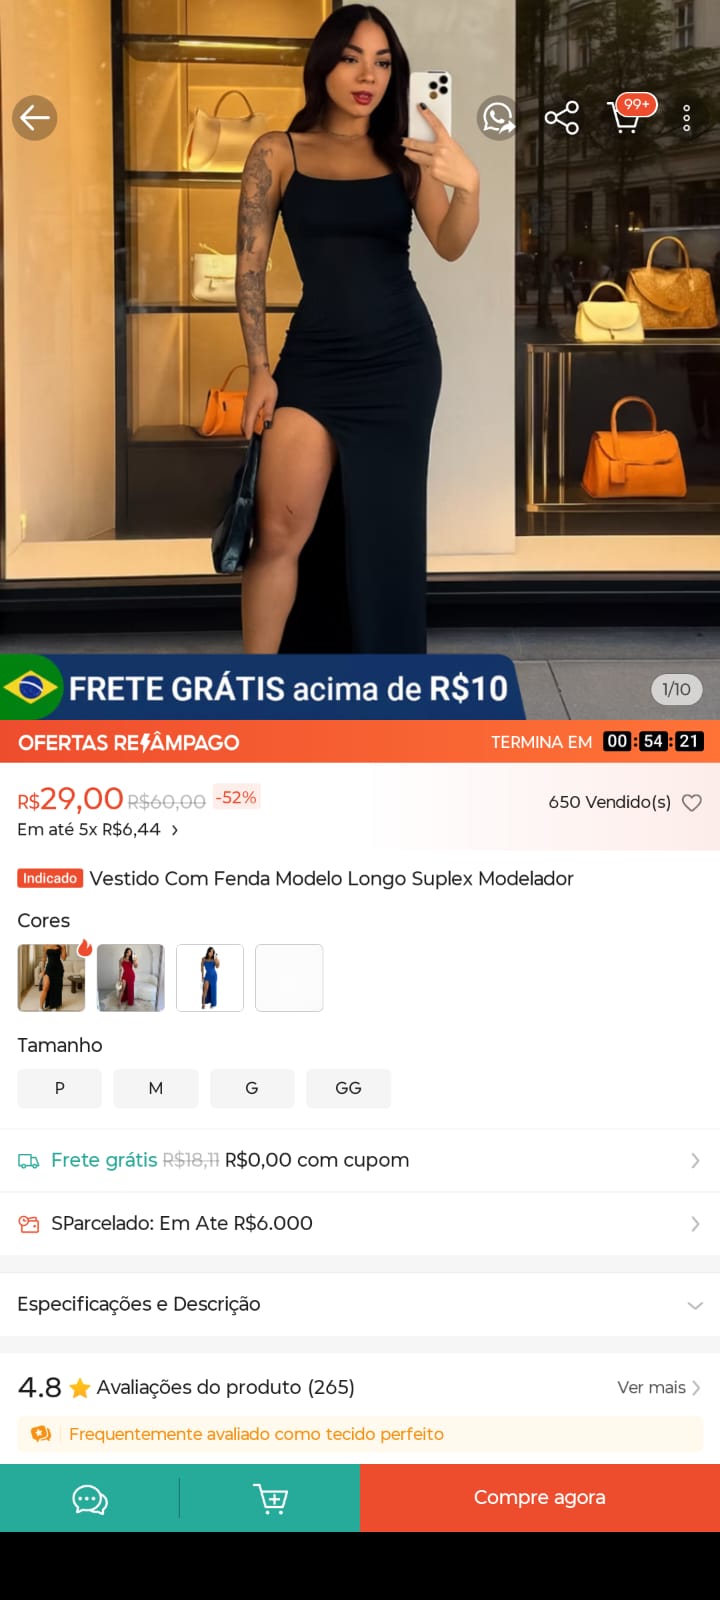 99+
FRETE GRÁTIS acima de R$10
1/10
OFERTAS RELÂMPAGO
TERMINA EM 00:54:21
R$29,00 R$60,00 -52%
650 Vendido(s)
Em até 5x R$6,44 ›
Indicado Vestido Com Fenda Modelo Longo Suplex Modelador
Cores
Tamanho
P M G GG
Frete grátis R$18,11 R$0,00 com cupom
SParcelado: Em Ate R$6.000
Especificações e Descrição
4.8 Avaliações do produto (265)
Ver mais
Frequentemente avaliado como tecido perfeito
Compre agora